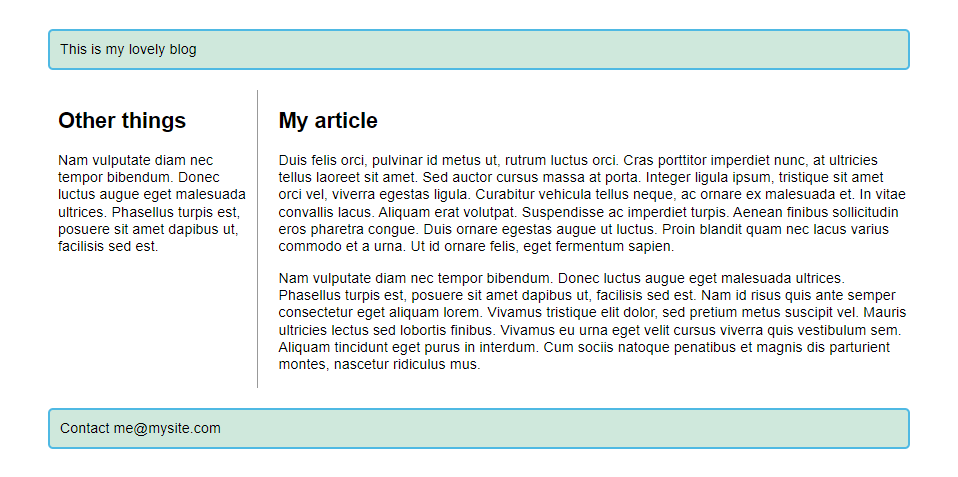 This is my lovely blog
Other things
Nam vulputate diam nec
tempor bibendum. Donec
luctus augue eget malesuada
ultrices. Phasellus turpis est,
posuere sit amet dapibus ut,
facilisis sed est.
My article
Duis felis orci, pulvinar id metus ut, rutrum luctus orci. Cras porttitor imperdiet nunc, at ultricies
tellus laoreet sit amet. Sed auctor cursus massa at porta. Integer ligula ipsum, tristique sit amet
orci vel, viverra egestas ligula. Curabitur vehicula tellus neque, ac ornare ex malesuada et. In vitae
convallis lacus. Aliquam erat volutpat. Suspendisse ac imperdiet turpis. Aenean finibus sollicitudin
eros pharetra congue. Duis ornare egestas augue ut luctus. Proin blandit quam nec lacus varius
commodo et a urna. Ut id ornare felis, eget fermentum sapien.
Nam vulputate diam nec tempor bibendum. Donec luctus augue eget malesuada ultrices.
Phasellus turpis est, posuere sit amet dapibus ut, facilisis sed est. Nam id risus quis ante semper
consectetur eget aliquam lorem. Vivamus tristique elit dolor, sed pretium metus suscipit vel. Mauris
ultricies lectus sed lobortis finibus. Vivamus eu urna eget velit cursus viverra quis vestibulum sem.
Aliquam tincidunt eget purus in interdum. Cum sociis natoque penatibus et magnis dis parturient
montes, nascetur ridiculus mus.
Contact me@mysite.com